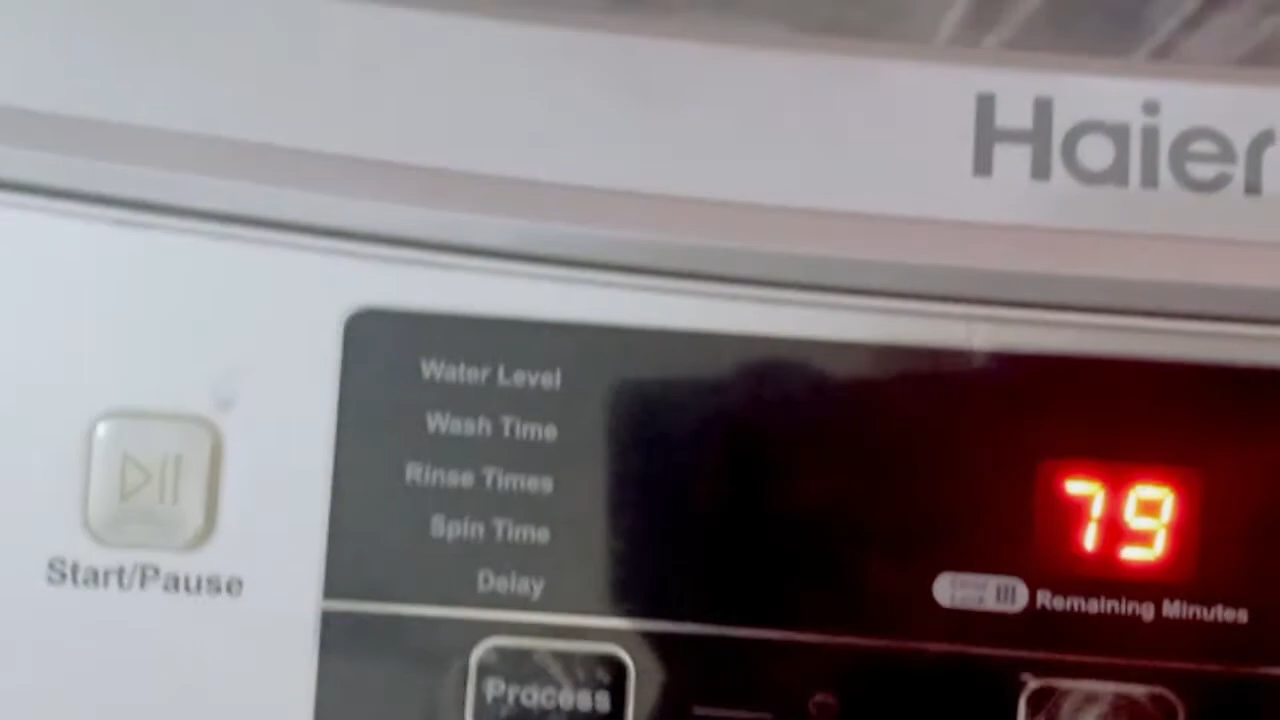 Haier
Water Level
Wash Time
Rinse Times
Spin Time
Delay
79
Start/Pause
Remaining Minutes
Process